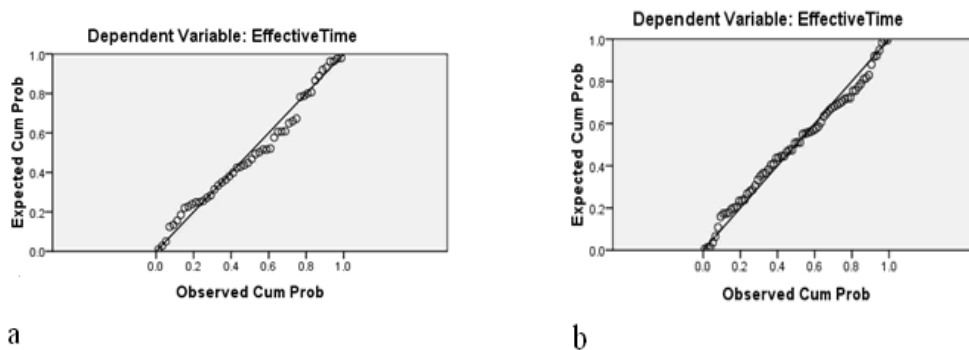 Dependent Variable: EffectiveTime
Expected Cum Prob
1.0
0.8
0.6
0.4
0.2
0.0
0.0 0.2 0.4 0.6 0.8 1.0
Observed Cum Prob
a
Dependent Variable: EffectiveTime
Expected Cum Prob
1.0
0.8
0.6
0.4
0.2
0.0
0.0 0.2 0.4 0.6 0.8 1.0
Observed Cum Prob
b